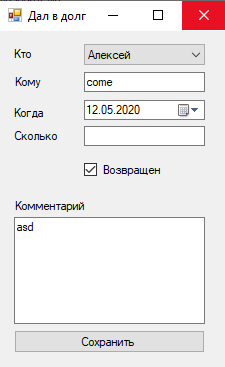 Дал в долг
Кто Алексей
Кому come
Когда 12.05.2020
Сколько
Возвращен
Комментарий
asd
Сохранить